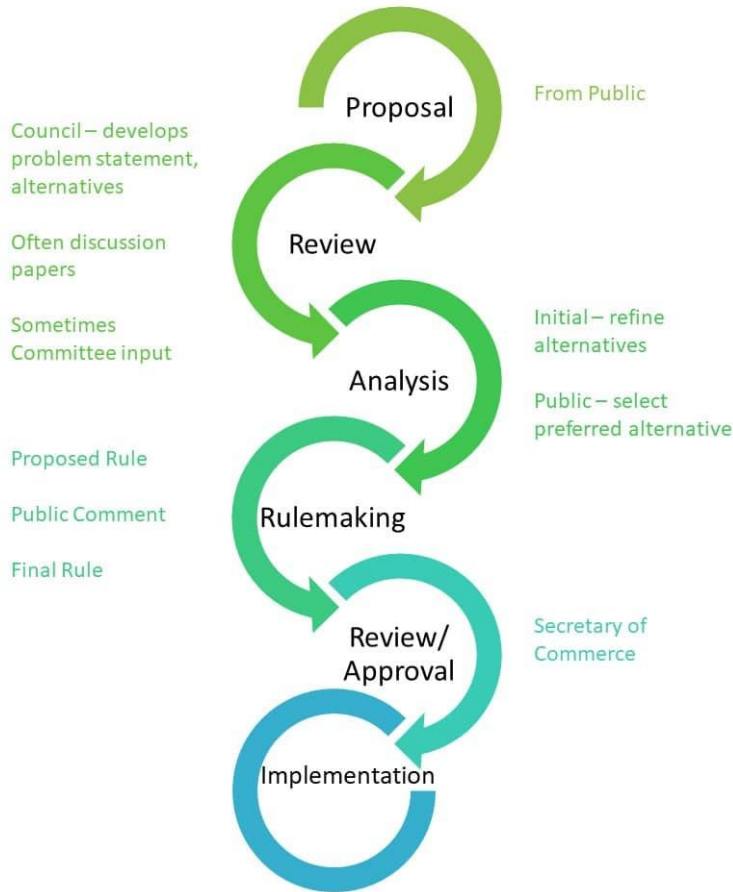 Proposal
From Public
Council – develops
problem statement,
alternatives
Often discussion
papers
Sometimes
Committee input
Review
Initial – refine
alternatives
Public – select
preferred alternative
Analysis
Proposed Rule
Public Comment
Final Rule
Rulemaking
Review/
Approval
Secretary of
Commerce
Implementation